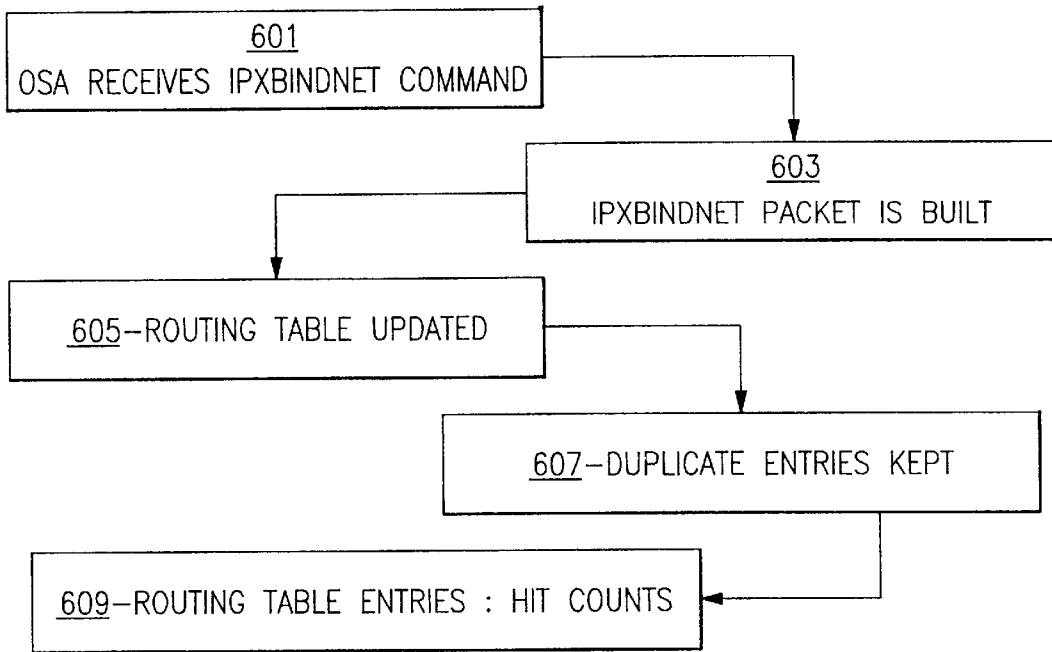 601
OSA RECEIVES IPXBINDNET COMMAND
603
IPXBINDNET PACKET IS BUILT
605-ROUTING TABLE UPDATED
607-DUPLICATE ENTRIES KEPT
609-ROUTING TABLE ENTRIES : HIT COUNTS